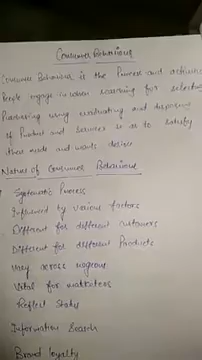 Consumer Behaviour
Consumer Behaviour is the Process and activities
People engage in when searching for selecting
Purchasing using evaluating and disposing
of Product and services so as to satisfy
their needs and wants desires
Nature of Consumer Behaviour
Systematic Process
Influenced by various factors
Different for different customers
Different for different Products
Vary across regions
Vital for marketers
Reflect Status
Information Search
Brand loyalty